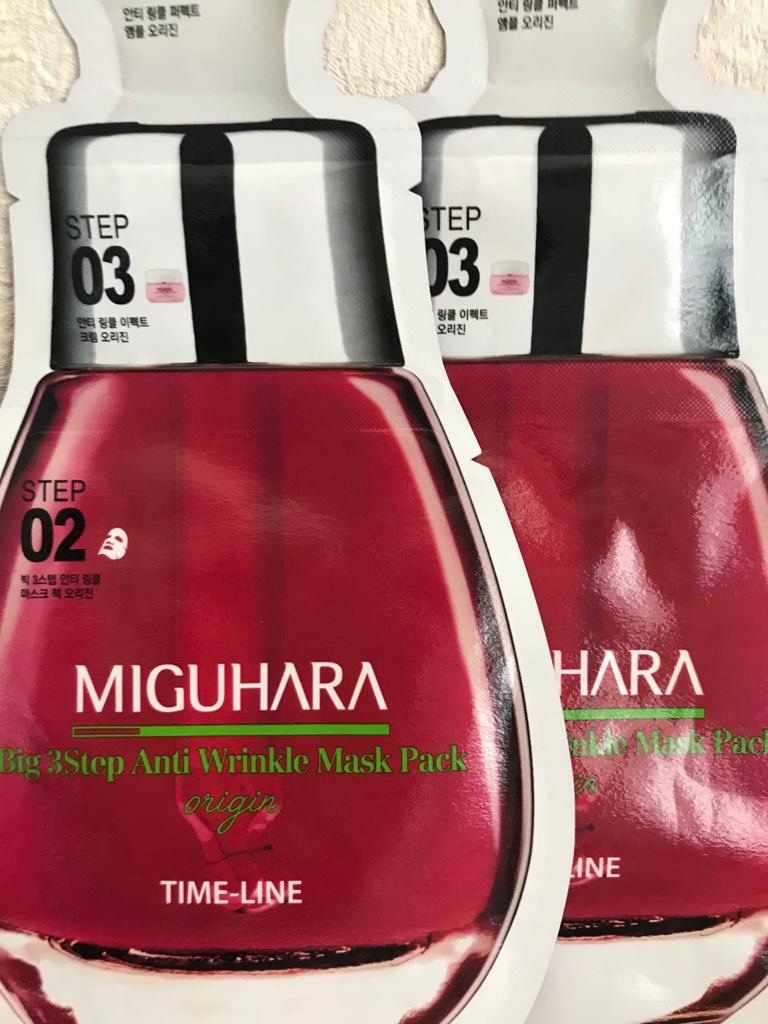 안티 링클 퍼펙트
앰플 오리진
STEP
03
안티 링클 이펙트
크림 오리진
STEP
02
빅 3스텝 안티 링클
마스크 팩 오리진
MIGUHARA
Big 3Step Anti Wrinkle Mask Pack
origin
TIME-LINE
안티 링클 퍼펙트
앰플 오리진
STEP
03
링클 이펙트
오리진
HARA
nkle Mask Pack
in
LINE